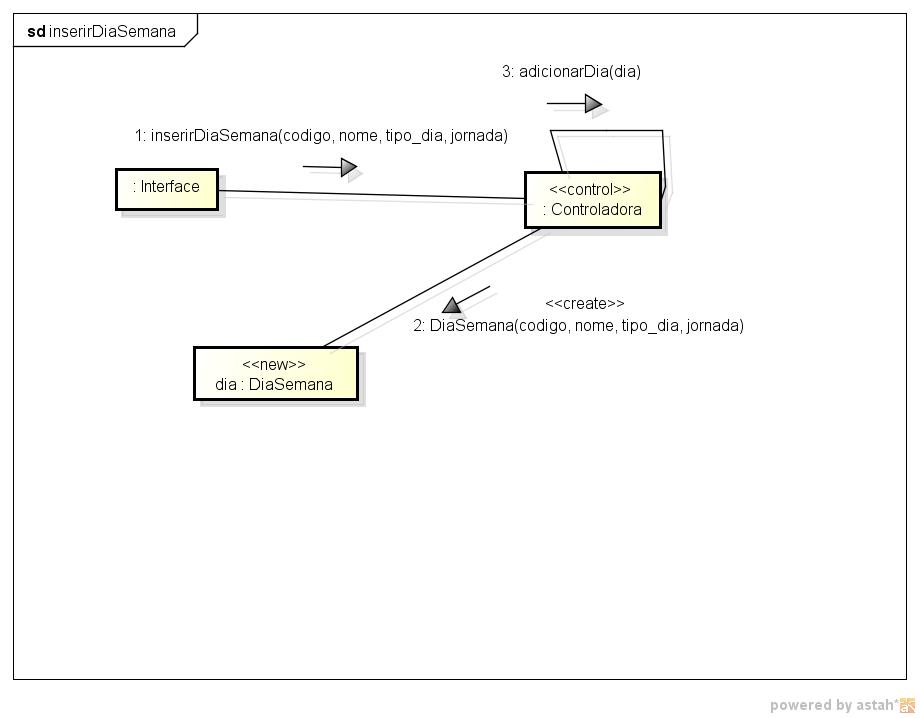 sd inserirDiaSemana
3: adicionarDia(dia)
1: inserirDiaSemana(codigo, nome, tipo_dia, jornada)
: Interface
<<control>>
: Controladora
<<create>>
2: DiaSemana(codigo, nome, tipo_dia, jornada)
<<new>>
dia : DiaSemana
powered by astah*